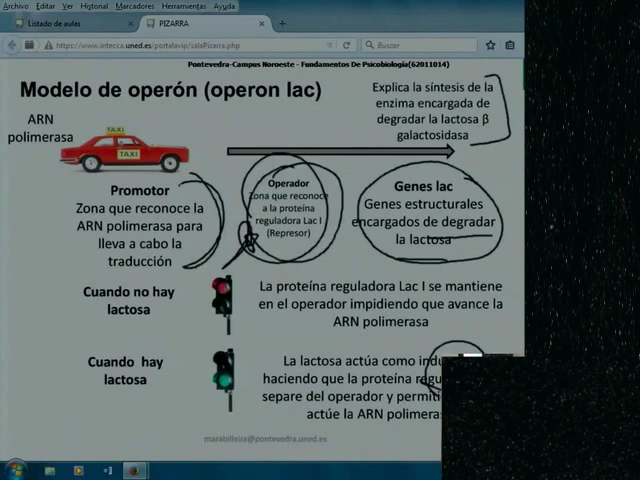 Archivo Editar Ver Historial Marcadores Herramientas Ayuda
Listado de aulas
PIZARRA
https://www.intecca.uned.es/portalavip/salaPizarra.php
Buscar
Pontevedra-Campus Noroeste - Fundamentos De Psicobiología(62011014)
Modelo de operón (operon lac)
Explica la síntesis de la
enzima encargada de
degradar la lactosa β
galactosidasa
ARN
polimerasa
TAXI
TAXI
Promotor
Zona que reconoce la
ARN polimerasa para
lleva a cabo la
traducción
Operador
Zona que reconoce
a la proteína
reguladora Lac I
(Represor)
Genes lac
Genes estructurales
encargados de degradar
la lactosa
Cuando no hay
lactosa
La proteína reguladora Lac I se mantiene
en el operador impidiendo que avance la
ARN polimerasa
Cuando hay
lactosa
La lactosa actúa como
haciendo que la proteína
separe del operador y
actúe la ARN
marabilleira@pontevedra.uned.es